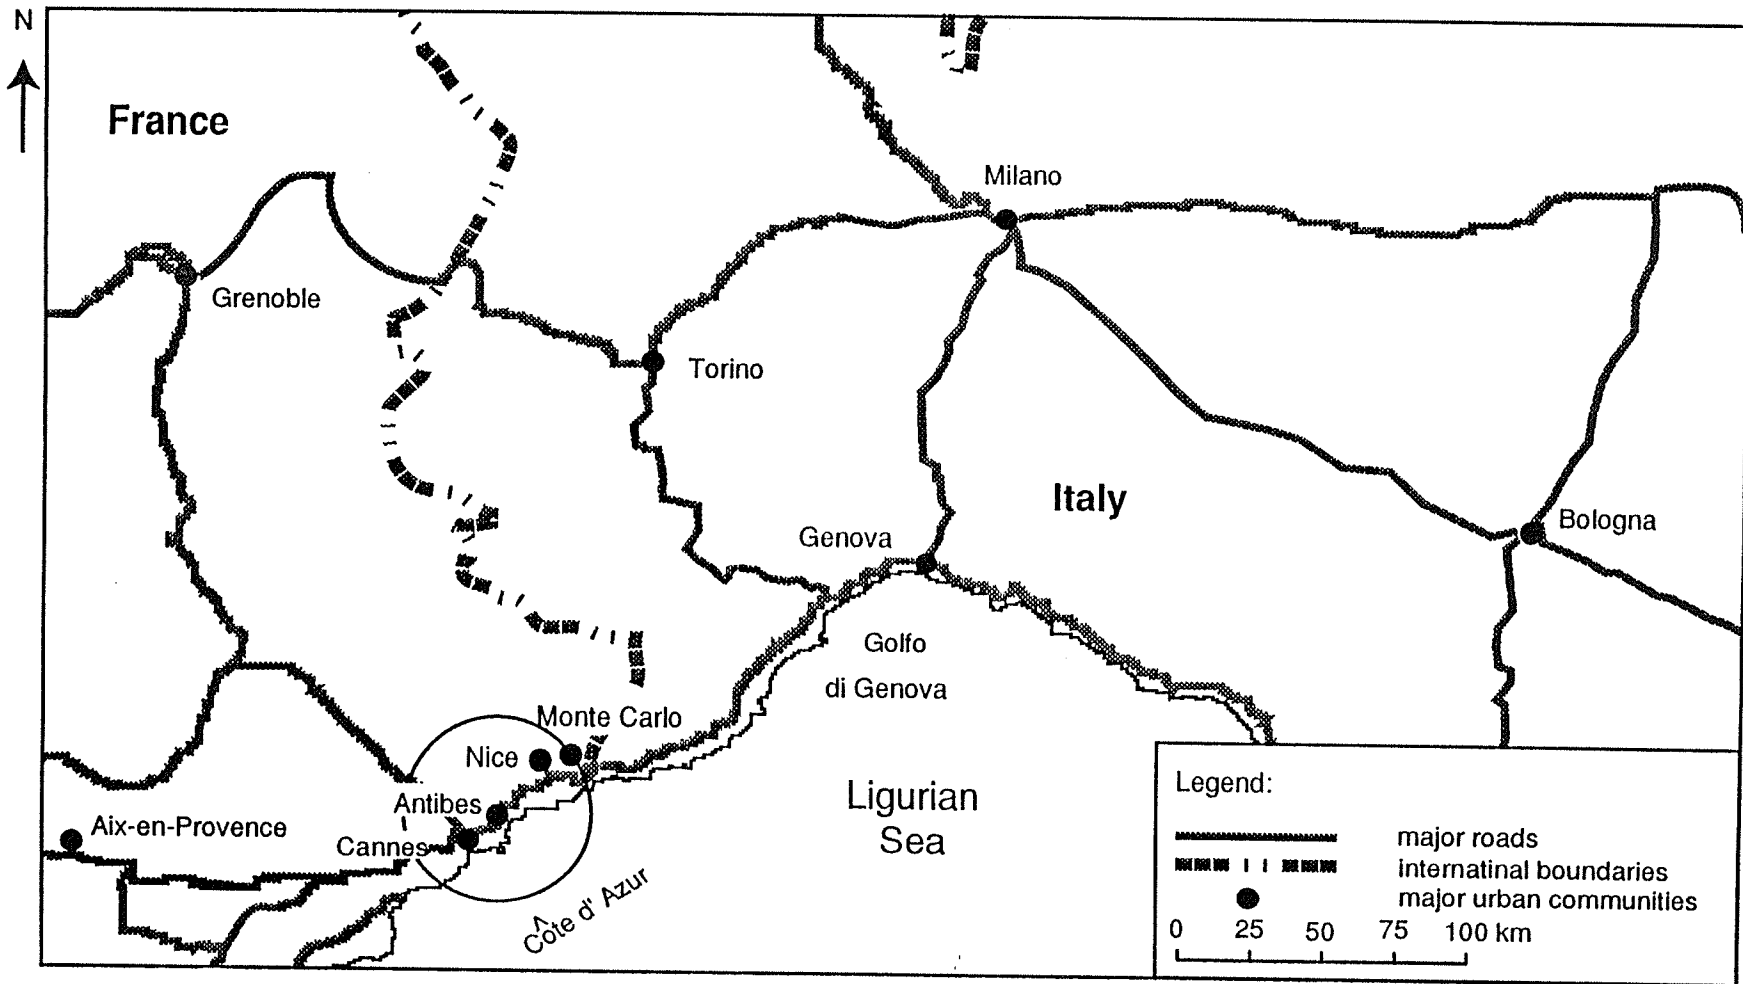 N
France
Milano
Grenoble
Torino
Italy
Genova
Bologna
Golfo
di Genova
Monte Carlo
Nice
Antibes
Aix-en-Provence
Cannes
Ligurian
Sea
Côte d' Azur
Legend:
major roads
internatinal boundaries
major urban communities
0 25 50 75 100 km